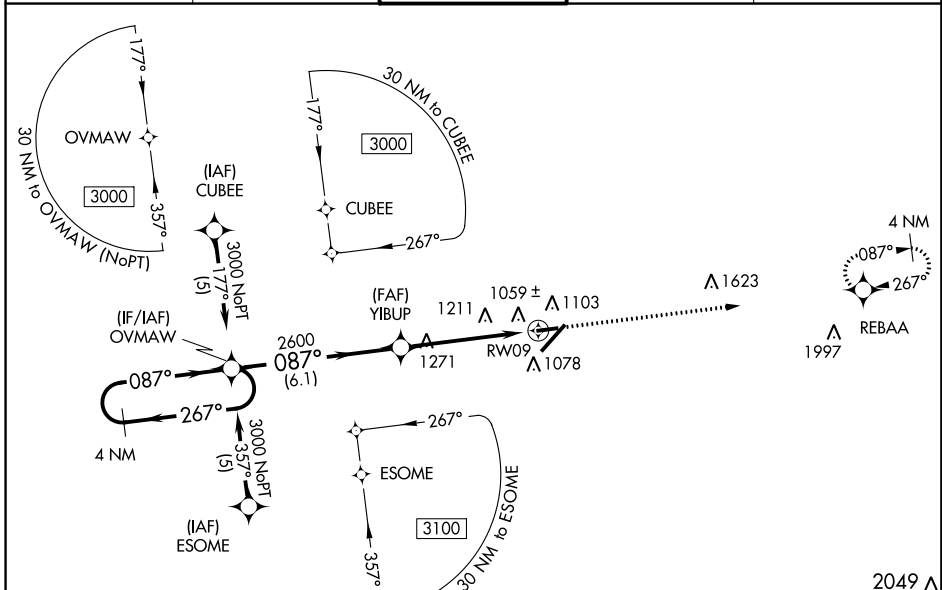 177°
OVMAW
3000
357°
30 NM to OVMAW (NoPT)
30 NM to CUBEE
177°
3000
CUBEE
267°
(IAF)
CUBEE
3000 NoPT
177°
(5)
(IF/IAF)
OVMAW
2600
087°
(6.1)
087°
267°
4 NM
3000 NoPT
357°
(5)
(IAF)
ESOME
(FAF)
YIBUP
1271
1211
1059 ±
1103
RW09
1078
1623
4 NM
087°
267°
REBAA
1997
267°
ESOME
3100
357°
30 NM to ESOME
2049